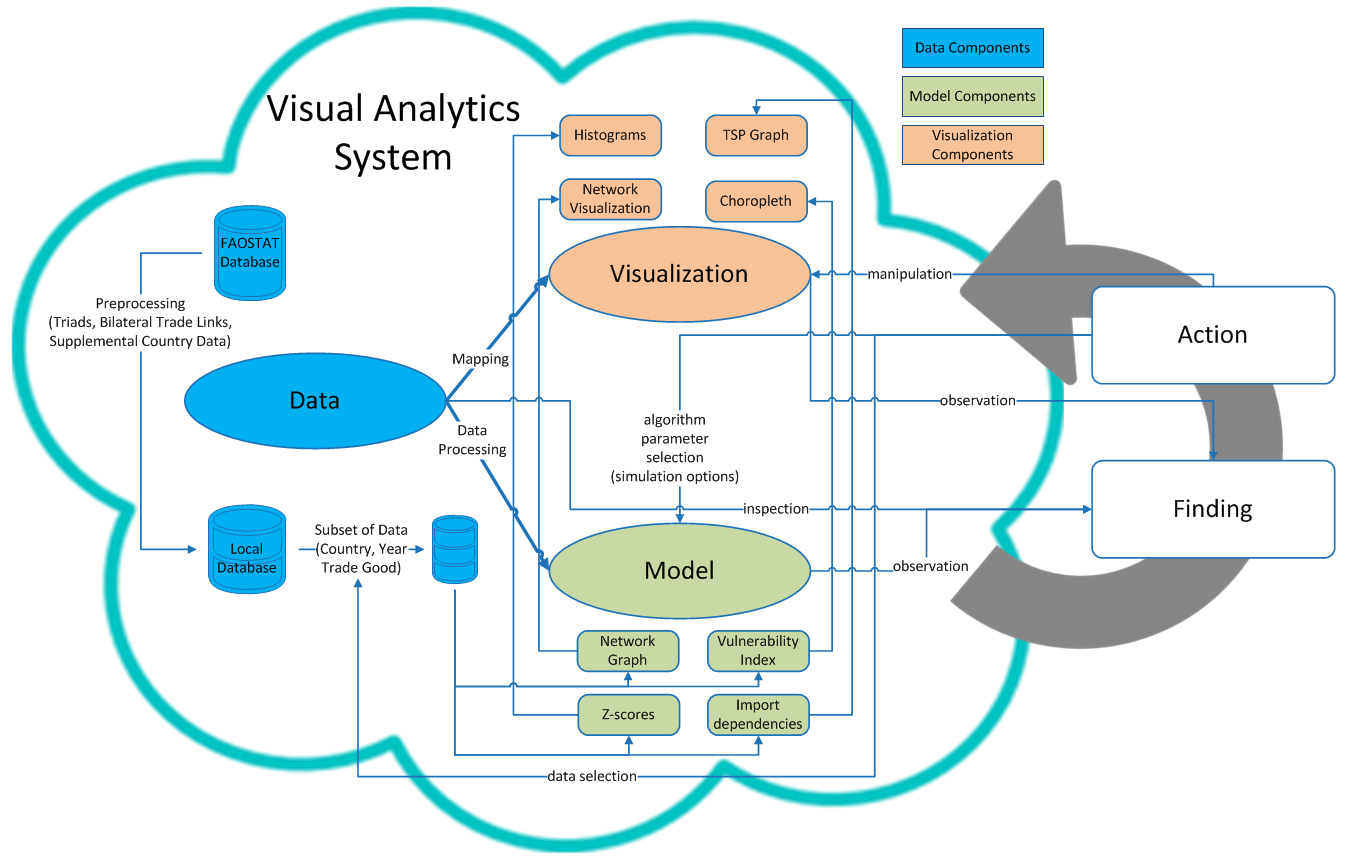 Visual Analytics
System
Data Components
Model Components
Visualization
Components
Histograms
TSP Graph
Network
Visualization
Choropleth
FAOSTAT
Database
Visualization
manipulation
Preprocessing
(Triads, Bilateral Trade Links,
Supplemental Country Data)
Action
Mapping
Data
observation
Data
Processing
algorithm
parameter
selection
(simulation options)
inspection
Finding
Local
Database
Subset of Data
(Country, Year
Trade Good)
Model
observation
Network
Graph
Vulnerability
Index
Z-scores
Import
dependencies
data selection